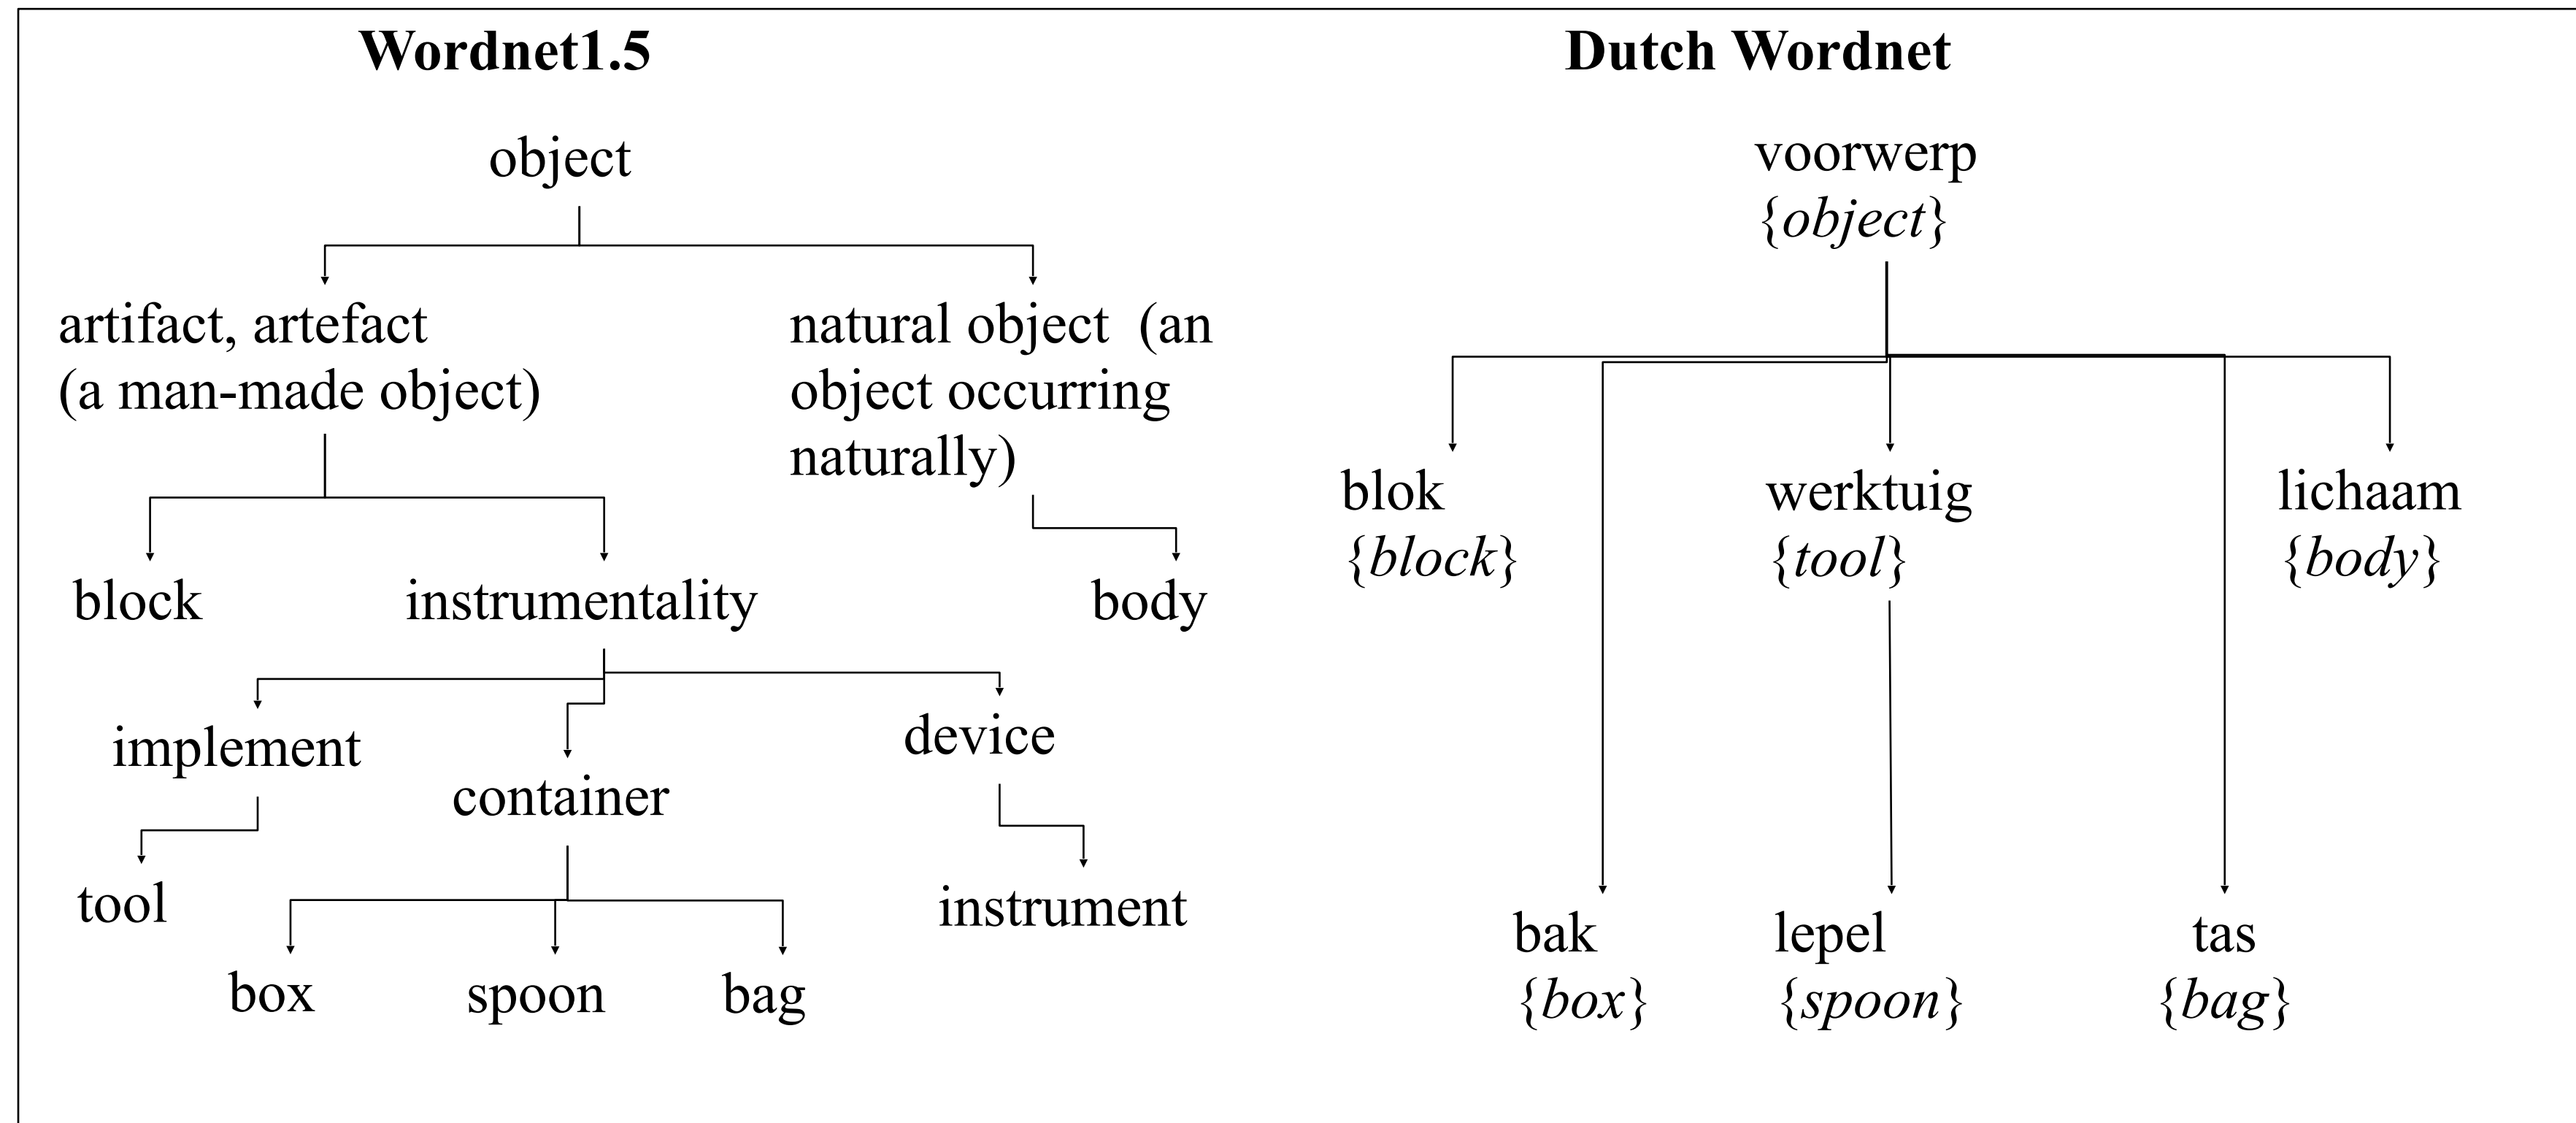 Wordnet1.5
object
artifact, artefact
(a man-made object)
natural object (an
object occurring
naturally)
block
instrumentality
body
implement
container
device
tool
instrument
box
spoon
bag
Dutch Wordnet
voorwerp
{object}
blok
{block}
werktuig
{tool}
lichaam
{body}
bak
{box}
lepel
{spoon}
tas
{bag}